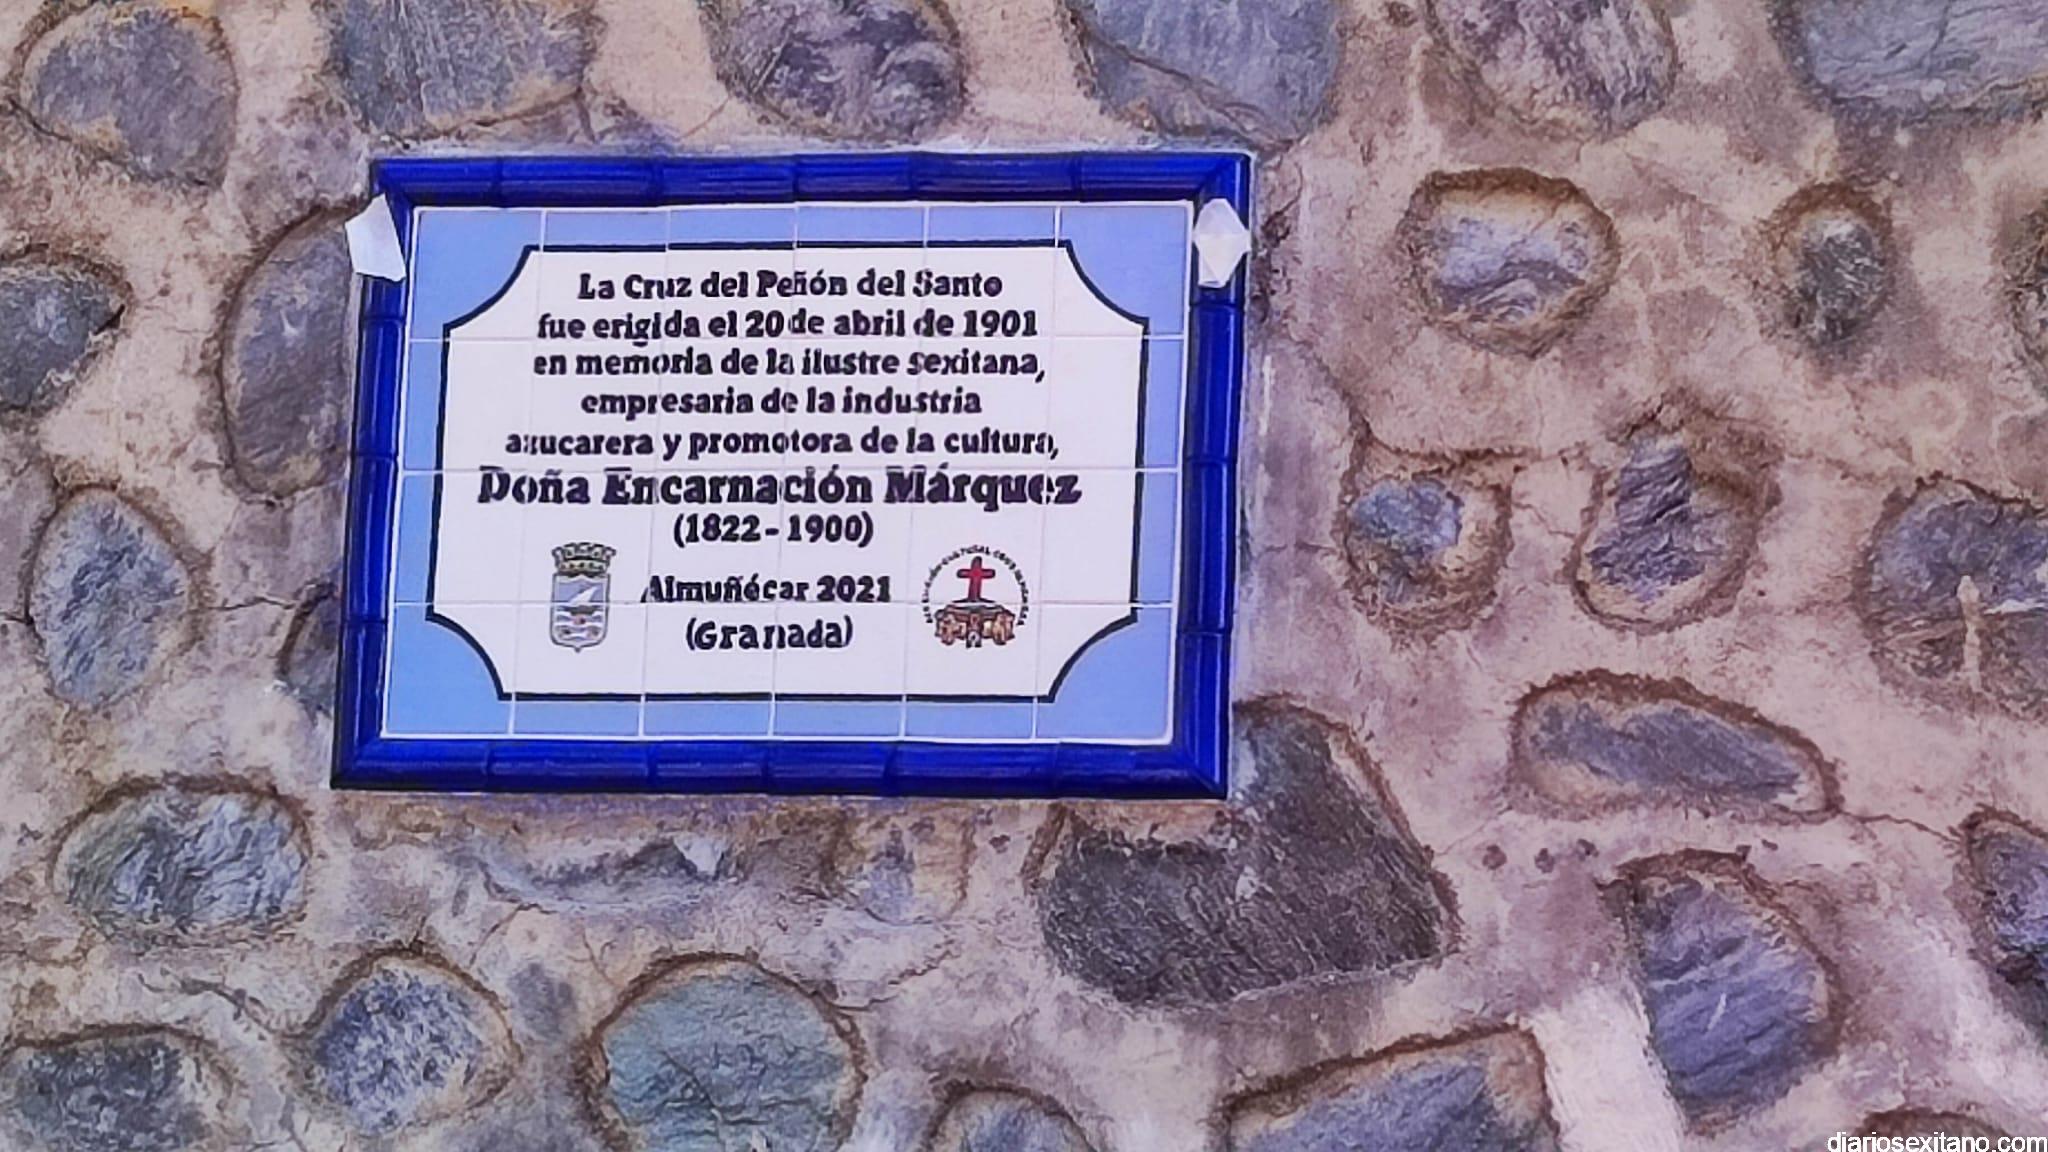 La Cruz del Peñón del Santo
fue erigida el 20 de abril de 1901
en memoria de la ilustre sexitana,
empresaria de la industria
azucarera y promotora de la cultura,
Doña Encarnación Márquez
(1822 - 1900)
Almuñécar 2021
(Granada)
diariosexitano.com